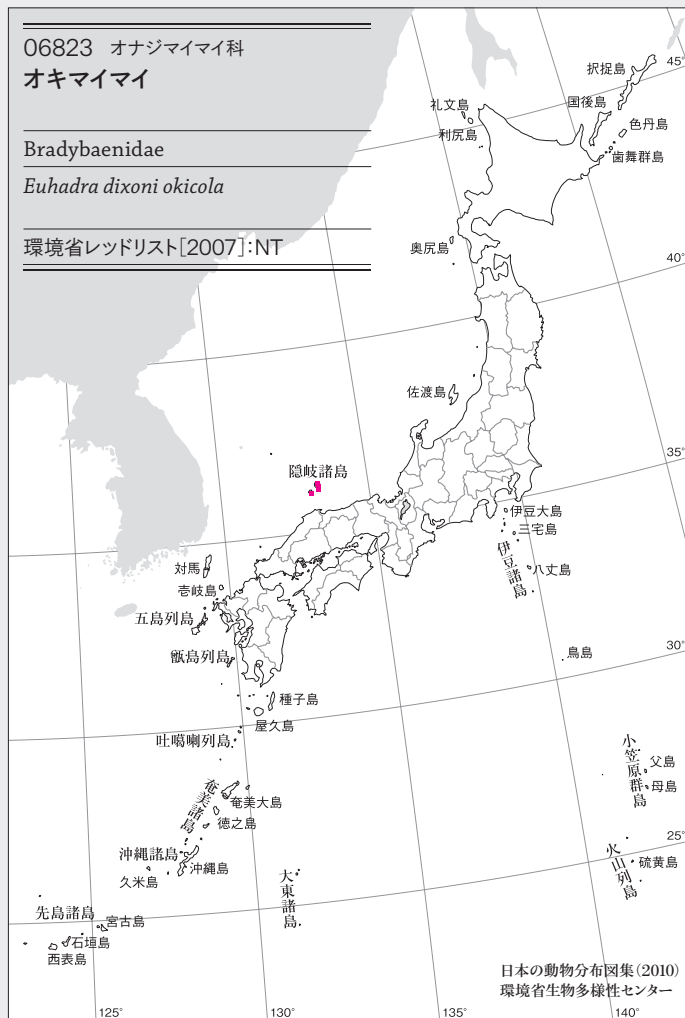 06823 オナジマイマイ科
オキマイマイ
Bradybaenidae
Euhadra dixoni okicola
環境省レッドリスト[2007]:NT
45°
択捉島
国後島
礼文島
色丹島
利尻島
歯舞群島
奥尻島
40°
佐渡島
35°
隠岐諸島
伊豆大島
三宅島
伊豆諸島
八丈島
対馬
壱岐島
五島列島
甑島列島
鳥島
30°
種子島
屋久島
吐噶喇列島
小笠原群島
父島
母島
奄美諸島
奄美大島
徳之島
25°
沖縄諸島
沖縄島
久米島
火山列島
硫黄島
大東諸島
先島諸島
宮古島
石垣島
西表島
日本の動物分布図集(2010)
環境省生物多様性センター
125°
130°
135°
140°